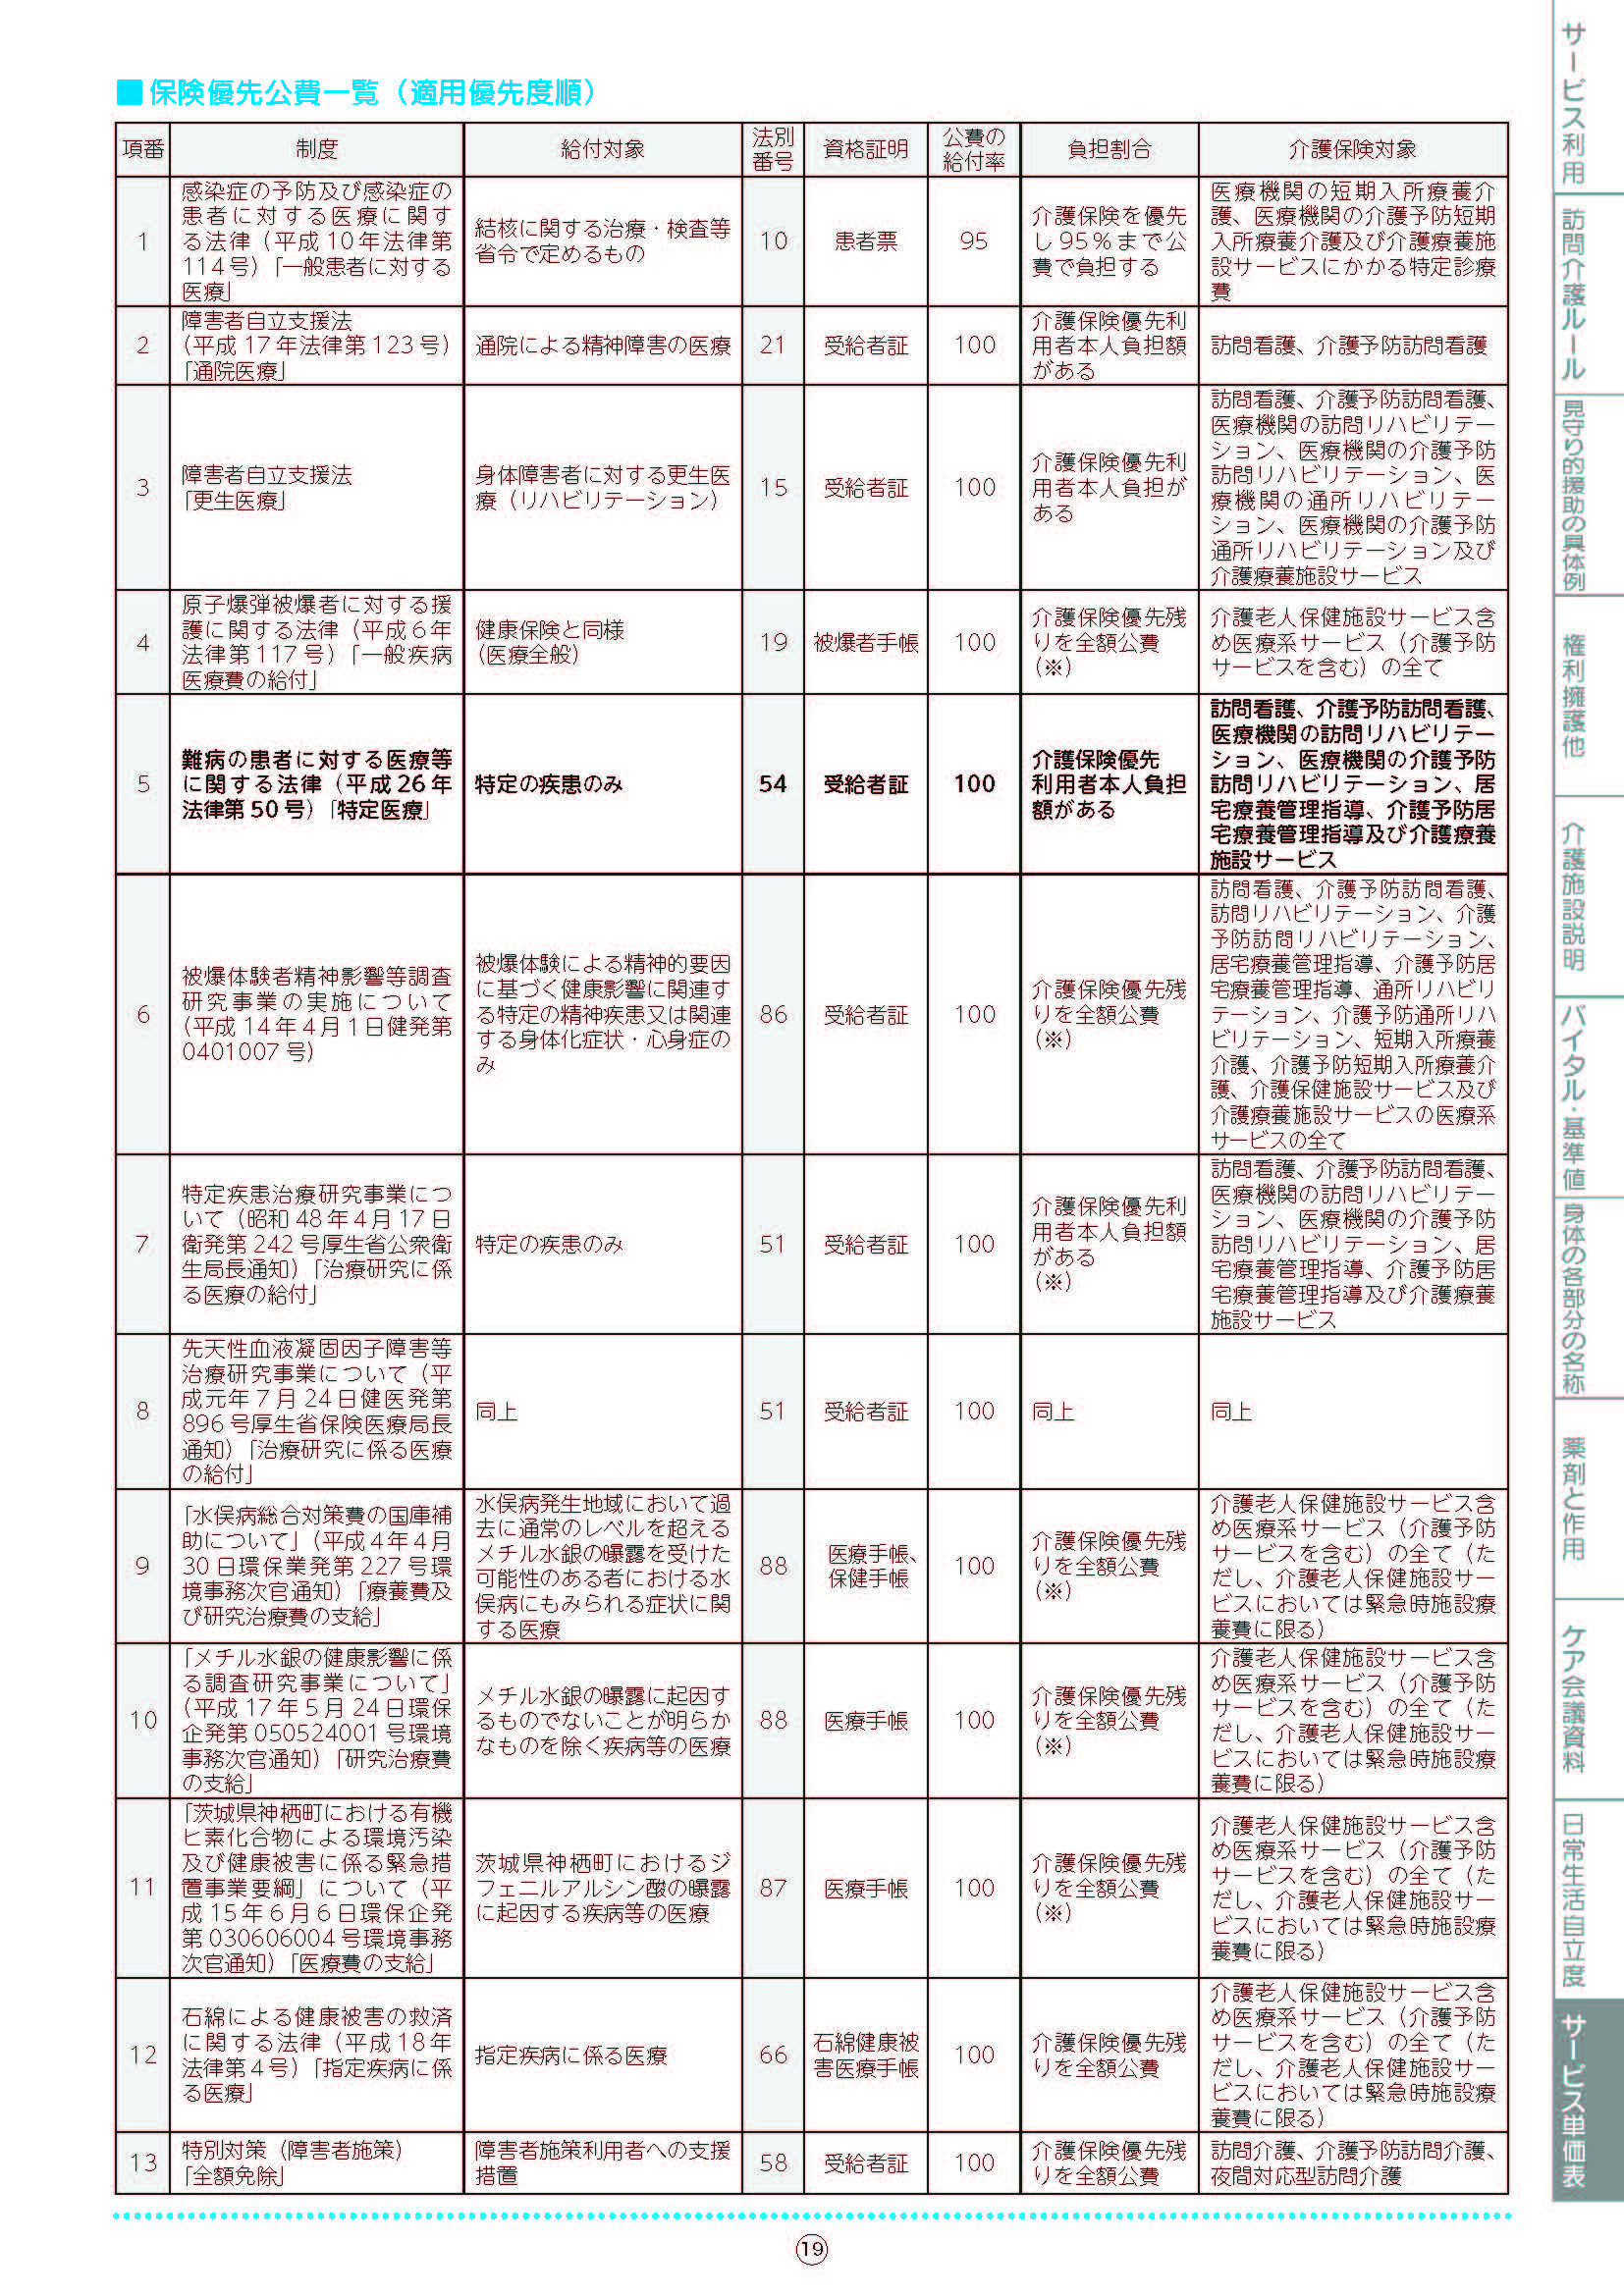 ■保険優先公費一覧（適用優先度順）
項番
制度
給付対象
法別
番号
資格証明
公費の
給付率
負担割合
介護保険対象
1
感染症の予防及び感染症の
患者に対する医療に関す
る法律（平成10年法律第
114号）「一般患者に対する
医療」
結核に関する治療・検査等
省令で定めるもの
10
患者票
95
介護保険を優先
し95％まで公
費で負担する
医療機関の短期入所療養介
護、医療機関の介護予防短期
入所療養介護及び介護療養施
設サービスにかかる特定診療
費
2
障害者自立支援法
（平成17年法律第123号）
「通院医療」
通院による精神障害の医療
21
受給者証
100
介護保険優先利
用者本人負担額
がある
訪問看護、介護予防訪問看護
3
障害者自立支援法
「更生医療」
身体障害者に対する更生医
療（リハビリテーション）
15
受給者証
100
介護保険優先利
用者本人負担が
ある
訪問看護、介護予防訪問看護、
医療機関の訪問リハビリテー
ション、医療機関の介護予防
訪問リハビリテーション、医
療機関の通所リハビリテー
ション、医療機関の介護予防
通所リハビリテーション及び
介護療養施設サービス
4
原子爆弾被爆者に対する援
護に関する法律（平成６年
法律第117号）「一般疾病
医療費の給付」
健康保険と同様
（医療全般）
19
被爆者手帳
100
介護保険優先残
りを全額公費
（※）
介護老人保健施設サービス含
め医療系サービス（介護予防
サービスを含む）の全て
5
難病の患者に対する医療等
に関する法律（平成26年
法律第50号）「特定医療」
特定の疾患のみ
54
受給者証
100
介護保険優先
利用者本人負担
額がある
訪問看護、介護予防訪問看護、
医療機関の訪問リハビリテー
ション、医療機関の介護予防
訪問リハビリテーション、居
宅療養管理指導、介護予防居
宅療養管理指導及び介護療養
施設サービス
6
被爆体験者精神影響等調査
研究事業の実施について
（平成14年４月１日健発第
0401007号）
被爆体験による精神的要因
に基づく健康影響に関連す
る特定の精神疾患又は関連
する身体化症状・心身症の
み
86
受給者証
100
介護保険優先残
りを全額公費
（※）
訪問看護、介護予防訪問看護、
訪問リハビリテーション、介護
予防訪問リハビリテーション、
居宅療養管理指導、介護予防居
宅療養管理指導、通所リハビリ
テーション、介護予防通所リハ
ビリテーション、短期入所療養
介護、介護予防短期入所療養介
護、介護保健施設サービス及び
介護療養施設サービスの医療系
サービスの全て
7
特定疾患治療研究事業につ
いて（昭和48年４月17日
衛発第242号厚生省公衆衛
生局長通知）「治療研究に係
る医療の給付」
特定の疾患のみ
51
受給者証
100
介護保険優先利
用者本人負担額
がある
（※）
訪問看護、介護予防訪問看護、
医療機関の訪問リハビリテー
ション、医療機関の介護予防
訪問リハビリテーション、居
宅療養管理指導、介護予防居
宅療養管理指導及び介護療養
施設サービス
8
先天性血液凝固因子障害等
治療研究事業について（平
成元年７月24日健医発第
896号厚生省保険医療局長
通知）「治療研究に係る医療
の給付」
同上
51
受給者証
100
同上
同上
9
「水俣病総合対策費の国庫補
助について」（平成４年４月
30日環保業発第227号環
境事務次官通知）「療養費及
び研究治療費の支給」
水俣病発生地域において過
去に通常のレベルを超える
メチル水銀の曝露を受けた
可能性のある者における水
俣病にもみられる症状に関
する医療
88
医療手帳、
保健手帳
100
介護保険優先残
りを全額公費
（※）
介護老人保健施設サービス含
め医療系サービス（介護予防
サービスを含む）の全て（た
だし、介護老人保健施設サー
ビスにおいては緊急時施設療
養費に限る）
10
「メチル水銀の健康影響に係
る調査研究事業について」
（平成17年５月24日環保
企発第050524001号環境
事務次官通知）「研究治療費
の支給」
メチル水銀の曝露に起因す
るものでないことが明らか
なものを除く疾病等の医療
88
医療手帳
100
介護保険優先残
りを全額公費
（※）
介護老人保健施設サービス含
め医療系サービス（介護予防
サービスを含む）の全て（た
だし、介護老人保健施設サー
ビスにおいては緊急時施設療
養費に限る）
11
「茨城県神栖町における有機
ヒ素化合物による環境汚染
及び健康被害に係る緊急措
置事業要綱」について（平
成15年６月６日環保企発
第030606004号環境事務
次官通知）「医療費の支給」
茨城県神栖町におけるジ
フェニルアルシン酸の曝露
に起因する疾病等の医療
87
医療手帳
100
介護保険優先残
りを全額公費
（※）
介護老人保健施設サービス含
め医療系サービス（介護予防
サービスを含む）の全て（た
だし、介護老人保健施設サー
ビスにおいては緊急時施設療
養費に限る）
12
石綿による健康被害の救済
に関する法律（平成18年
法律第４号）「指定疾病に係
る医療」
指定疾病に係る医療
66
石綿健康被
害医療手帳
100
介護保険優先残
りを全額公費
介護老人保健施設サービス含
め医療系サービス（介護予防
サービスを含む）の全て（た
だし、介護老人保健施設サー
ビスにおいては緊急時施設療
養費に限る）
13
特別対策（障害者施策）
「全額免除」
障害者施策利用者への支援
措置
58
受給者証
100
介護保険優先残
りを全額公費
訪問介護、介護予防訪問介護、
夜間対応型訪問介護
19
サービス利用
訪問介護ルール
見守り的援助の具体例
権利擁護他
介護施設説明
バイタル・基準値
身体の各部分の名称
薬剤と作用
ケア会議資料
日常生活自立度
サービス単価表